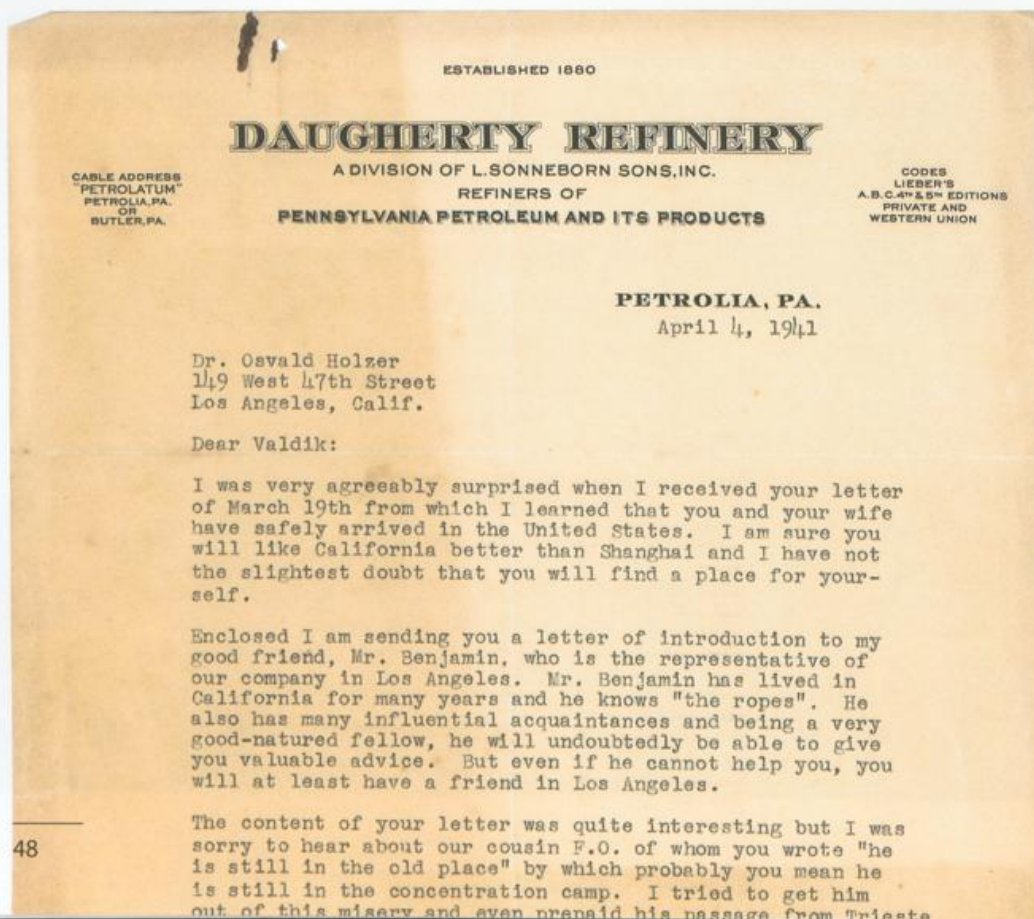 ESTABLISHED 1880
DAUGHERTY REFINERY
A DIVISION OF L. SONNEBORN SONS, INC.
REFINERS OF
PENNSYLVANIA PETROLEUM AND ITS PRODUCTS
CABLE ADDRESS
"PETROLATUM"
PETROLIA, PA.
OR
BUTLER, PA.
CODES
LIEBER'S
A.B.C. 4TH & 5TH EDITIONS
PRIVATE AND
WESTERN UNION
PETROLIA, PA.
April 4, 1941
Dr. Osvald Holzer
149 West 47th Street
Los Angeles, Calif.
Dear Valdik:
I was very agreeably surprised when I received your letter
of March 19th from which I learned that you and your wife
have safely arrived in the United States. I am sure you
will like California better than Shanghai and I have not
the slightest doubt that you will find a place for your-
self.
Enclosed I am sending you a letter of introduction to my
good friend, Mr. Benjamin, who is the representative of
our company in Los Angeles. Mr. Benjamin has lived in
California for many years and he knows "the ropes". He
also has many influential acquaintances and being a very
good-natured fellow, he will undoubtedly be able to give
you valuable advice. But even if he cannot help you, you
will at least have a friend in Los Angeles.
The content of your letter was quite interesting but I was
sorry to hear about our cousin F.O. of whom you wrote "he
is still in the old place" by which probably you mean he
is still in the concentration camp. I tried to get him
out of this misery and even prepaid his passage from Trieste
48